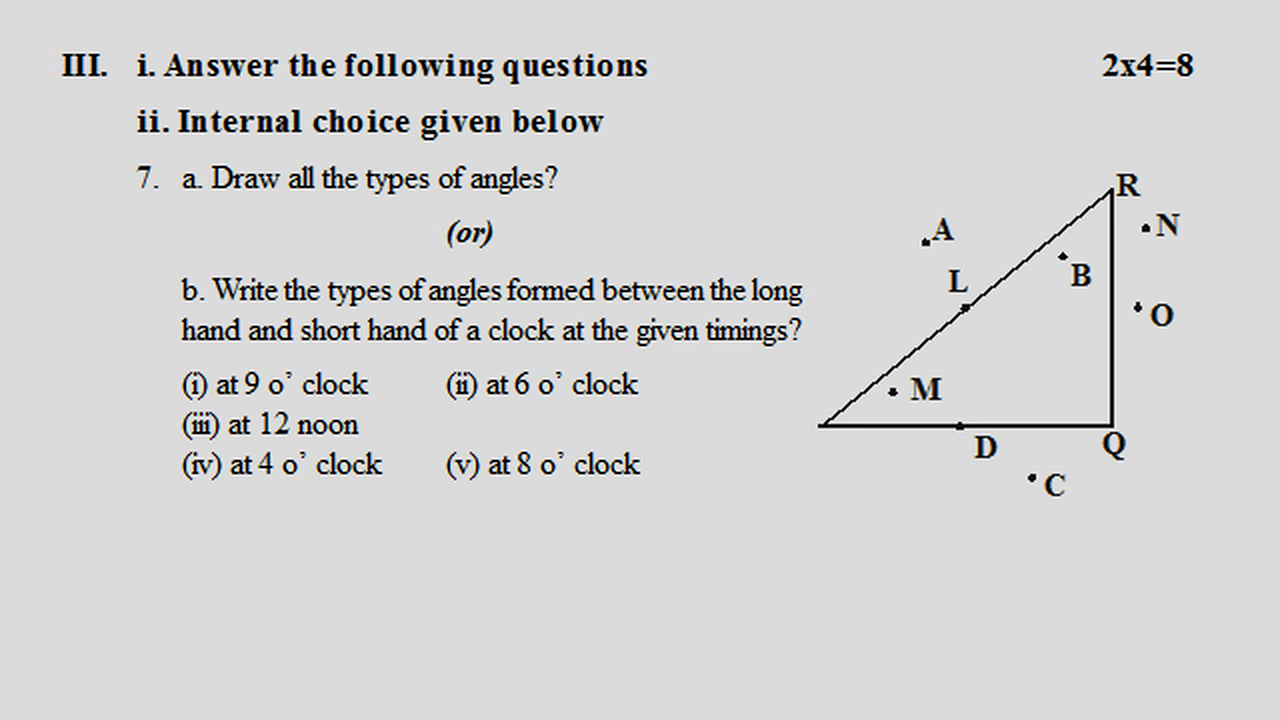 III. i. Answer the following questions 2x4=8
ii. Internal choice given below
7. a. Draw all the types of angles?
(or)
b. Write the types of angles formed between the long
hand and short hand of a clock at the given timings?
(i) at 9 o’ clock (ii) at 6 o’ clock
(iii) at 12 noon
(iv) at 4 o’ clock (v) at 8 o’ clock
R
A
N
L
B
O
M
D
Q
C